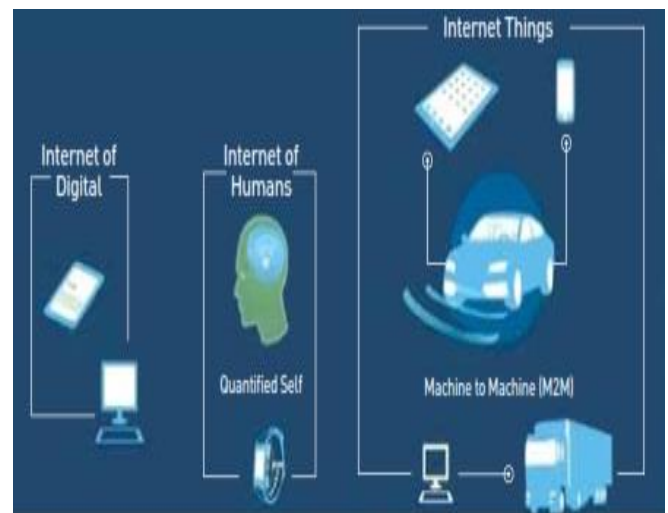 Internet Things
Internet of
Digital
Internet of
Humans
Quantified Self
Machine to Machine (M2M)